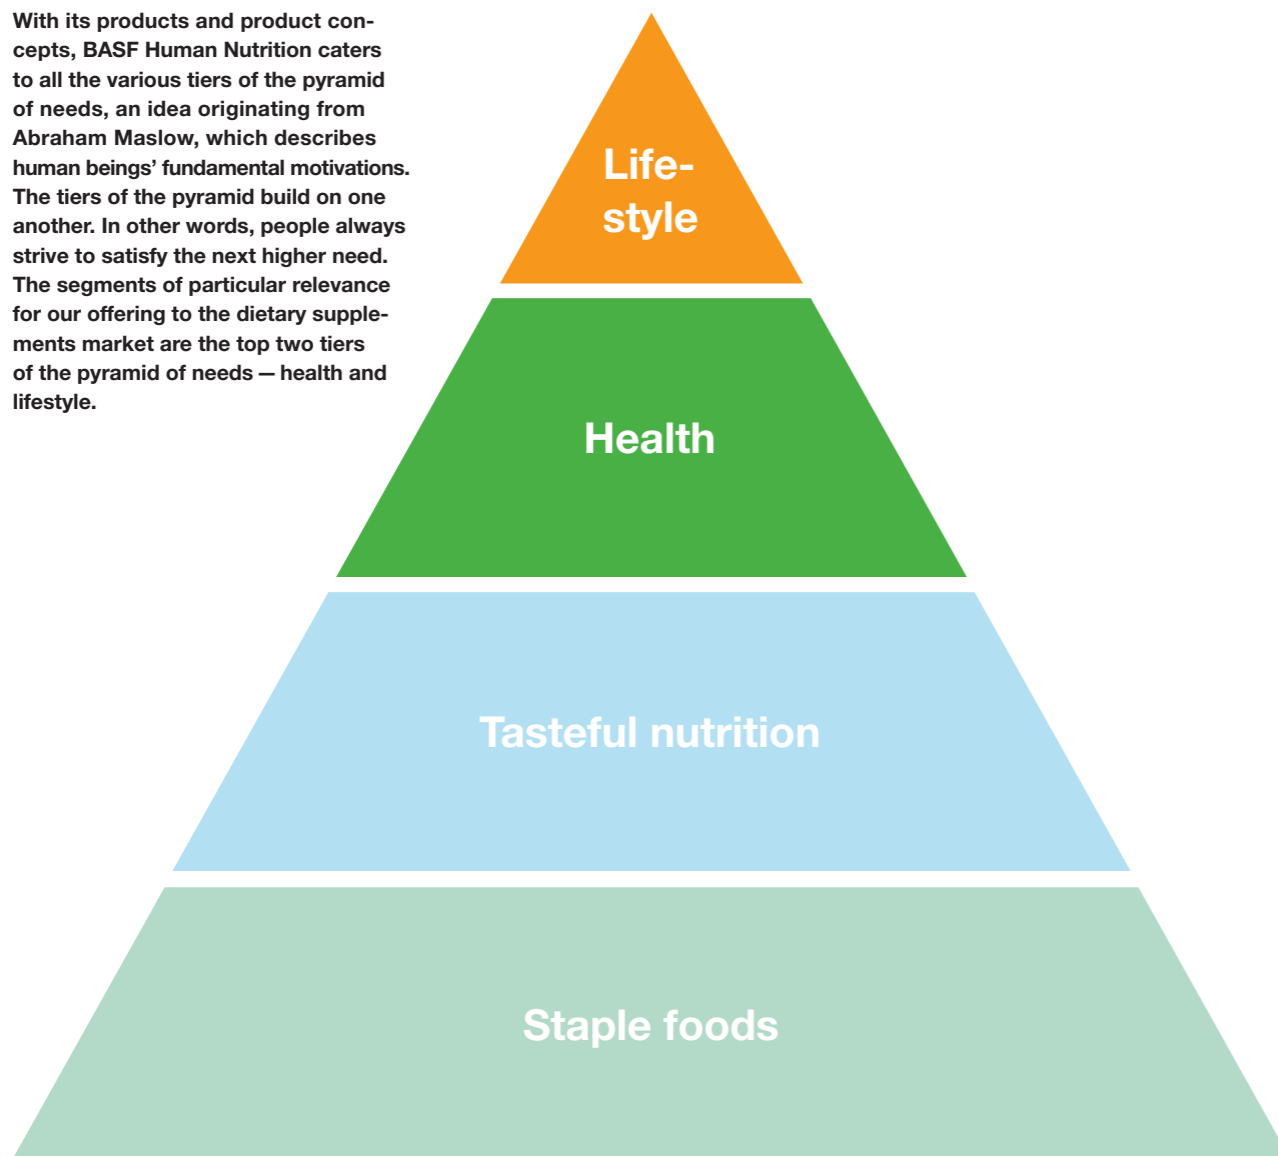 With its products and product con-
cepts, BASF Human Nutrition caters
to all the various tiers of the pyramid
of needs, an idea originating from
Abraham Maslow, which describes
human beings’ fundamental motivations.
The tiers of the pyramid build on one
another. In other words, people always
strive to satisfy the next higher need.
The segments of particular relevance
for our offering to the dietary supple-
ments market are the top two tiers
of the pyramid of needs — health and
lifestyle.
Life-
style
Health
Tasteful nutrition
Staple foods